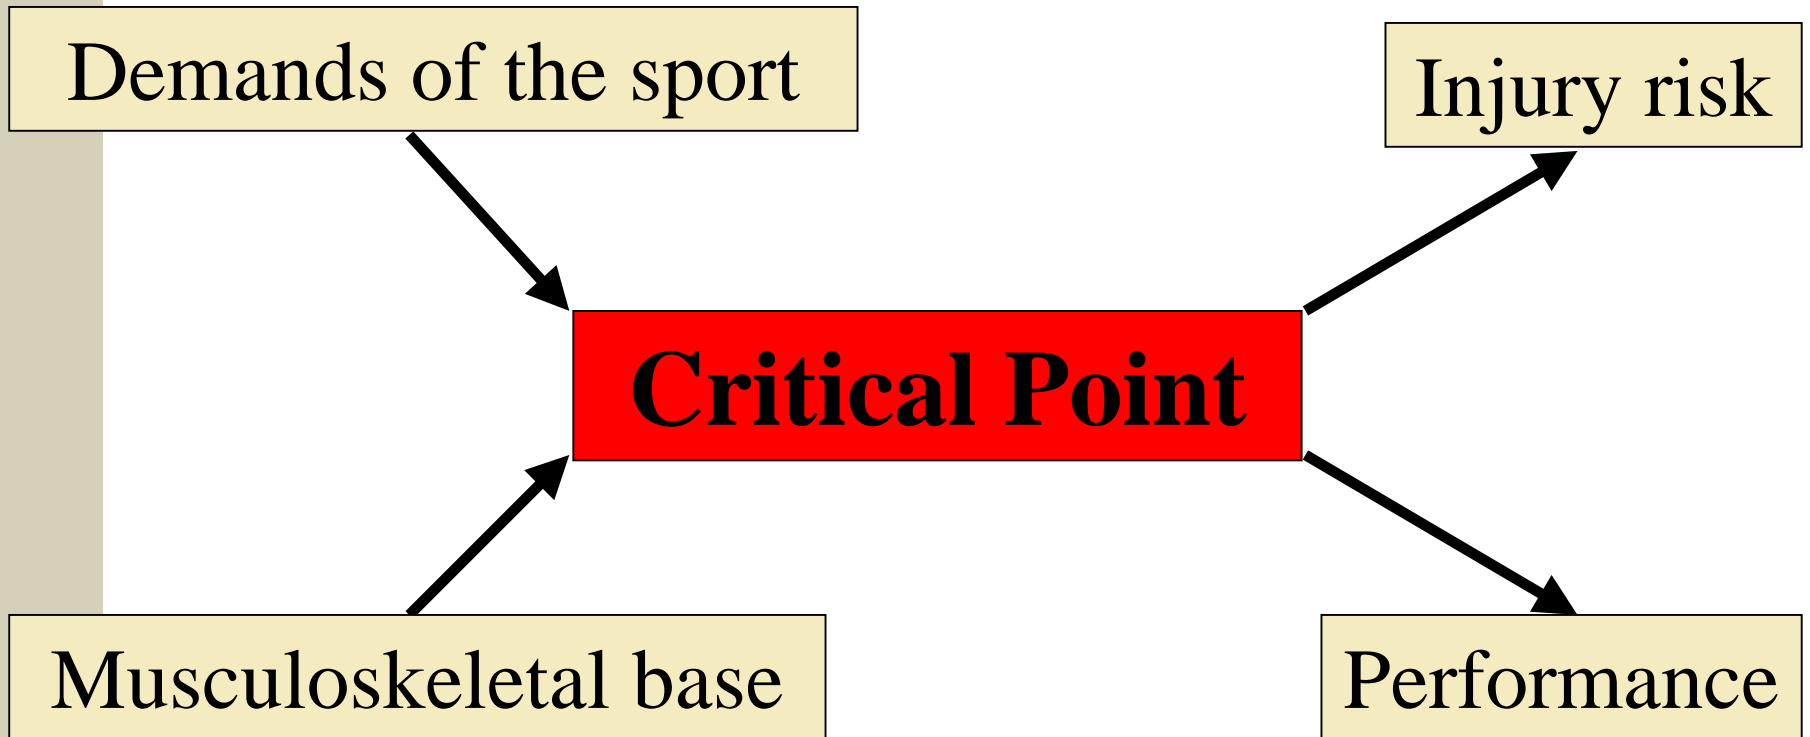 Demands of the sport
Injury risk
Critical Point
Musculoskeletal base
Performance